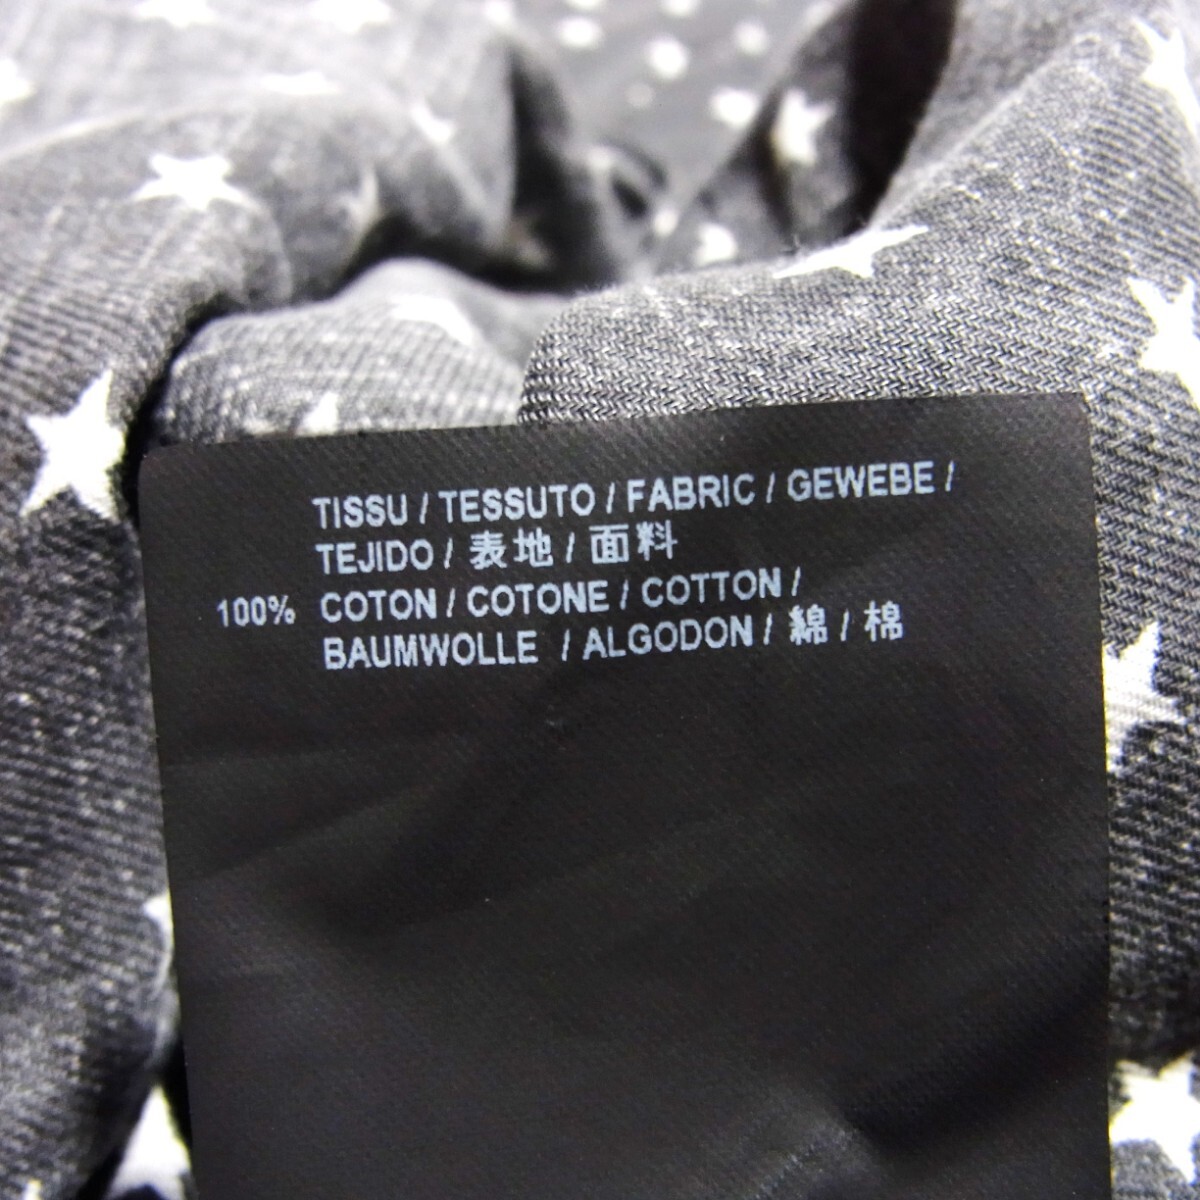 TISSU / TESSUTO / FABRIC / GEWEBE /
TEJIDO / 表地 / 面料
100% COTON / COTONE / COTTON /
BAUMWOLLE / ALGODON / 綿 / 棉